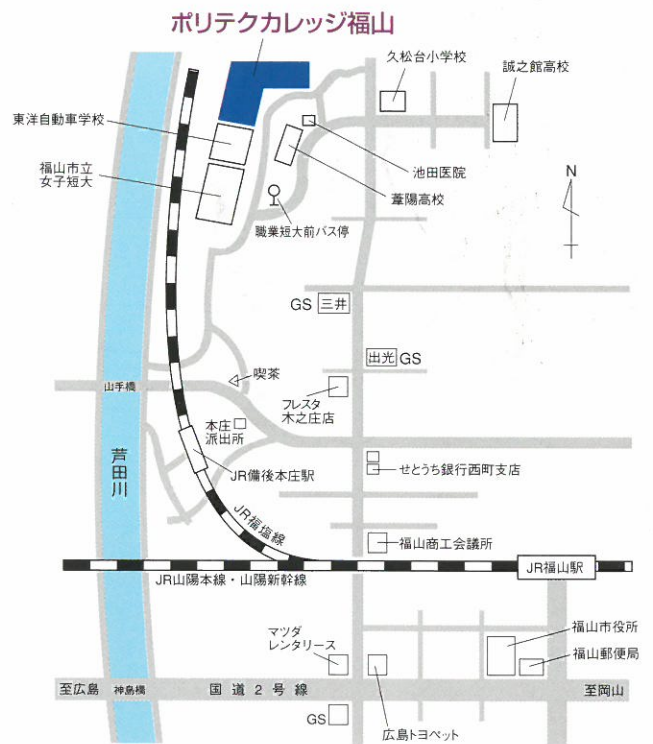 ポリテクカレッジ福山
久松台小学校
誠之館高校
東洋自動車学校
福山市立
女子短大
池田医院
葦陽高校
N
職業短大前バス停
GS 三井
出光 GS
喫茶
山手橋
フレスタ
木之庄店
本庄
派出所
芦田川
せとうち銀行西町支店
JR備後本庄駅
JR福塩線
福山商工会議所
JR福山駅
JR山陽本線・山陽新幹線
マツダ
レンタリース
福山市役所
福山郵便局
至広島 神島橋 国道2号線 至岡山
GS
広島トヨペット